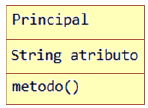 Principal
String atributo
metodo()